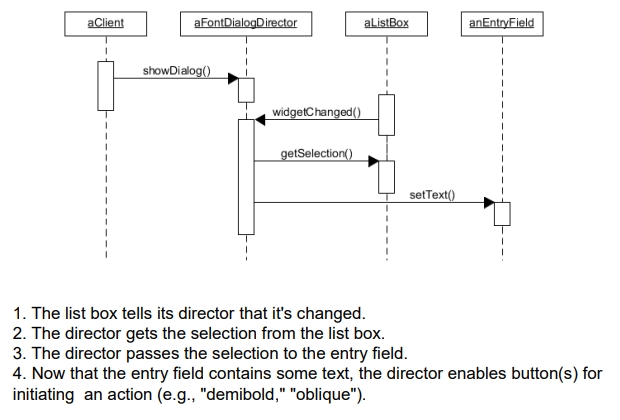 aClient
aFontDialogDirector
aListBox
anEntryField
showDialog()
widgetChanged()
getSelection()
setText()
1. The list box tells its director that it's changed.
2. The director gets the selection from the list box.
3. The director passes the selection to the entry field.
4. Now that the entry field contains some text, the director enables button(s) for
initiating an action (e.g., "demibold," "oblique").